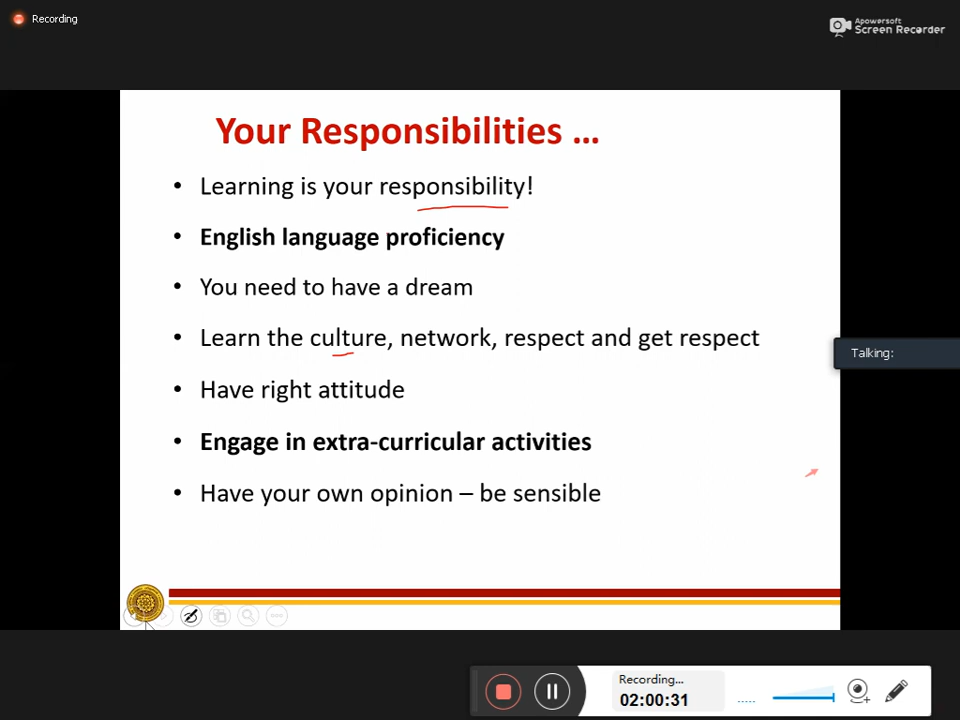 Recording
Apowersoft
Screen Recorder
Your Responsibilities ...
• Learning is your responsibility!
• English language proficiency
• You need to have a dream
• Learn the culture, network, respect and get respect
Talking:
• Have right attitude
• Engage in extra-curricular activities
• Have your own opinion – be sensible
Recording...
02:00:31